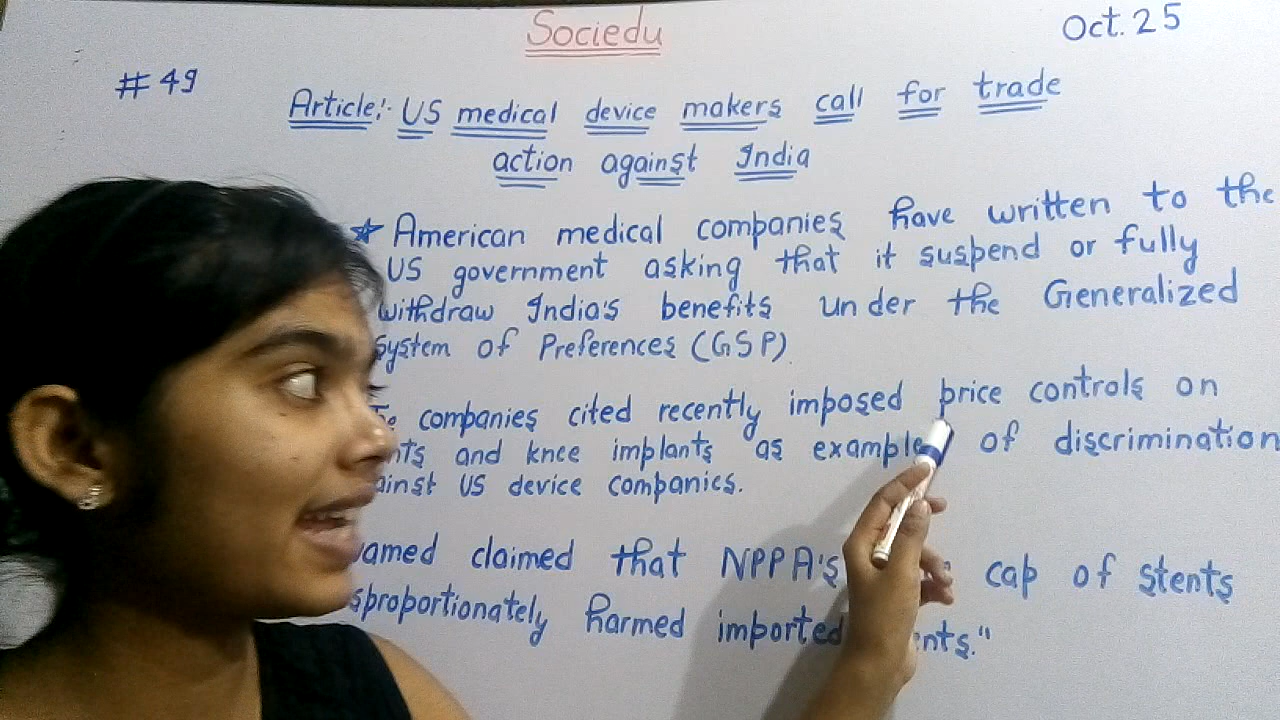 Sociedu
Oct. 25
# 49
Article:- US medical device makers call for trade
action against India
American medical companies have written to the
US government asking that it suspend or fully
withdraw India's benefits under the Generalized
System of Preferences (GSP)
companies cited recently imposed price controls on
and knee implants as example of discrimination
US device companies.
claimed that NPPA's cap of stents
harmed imported